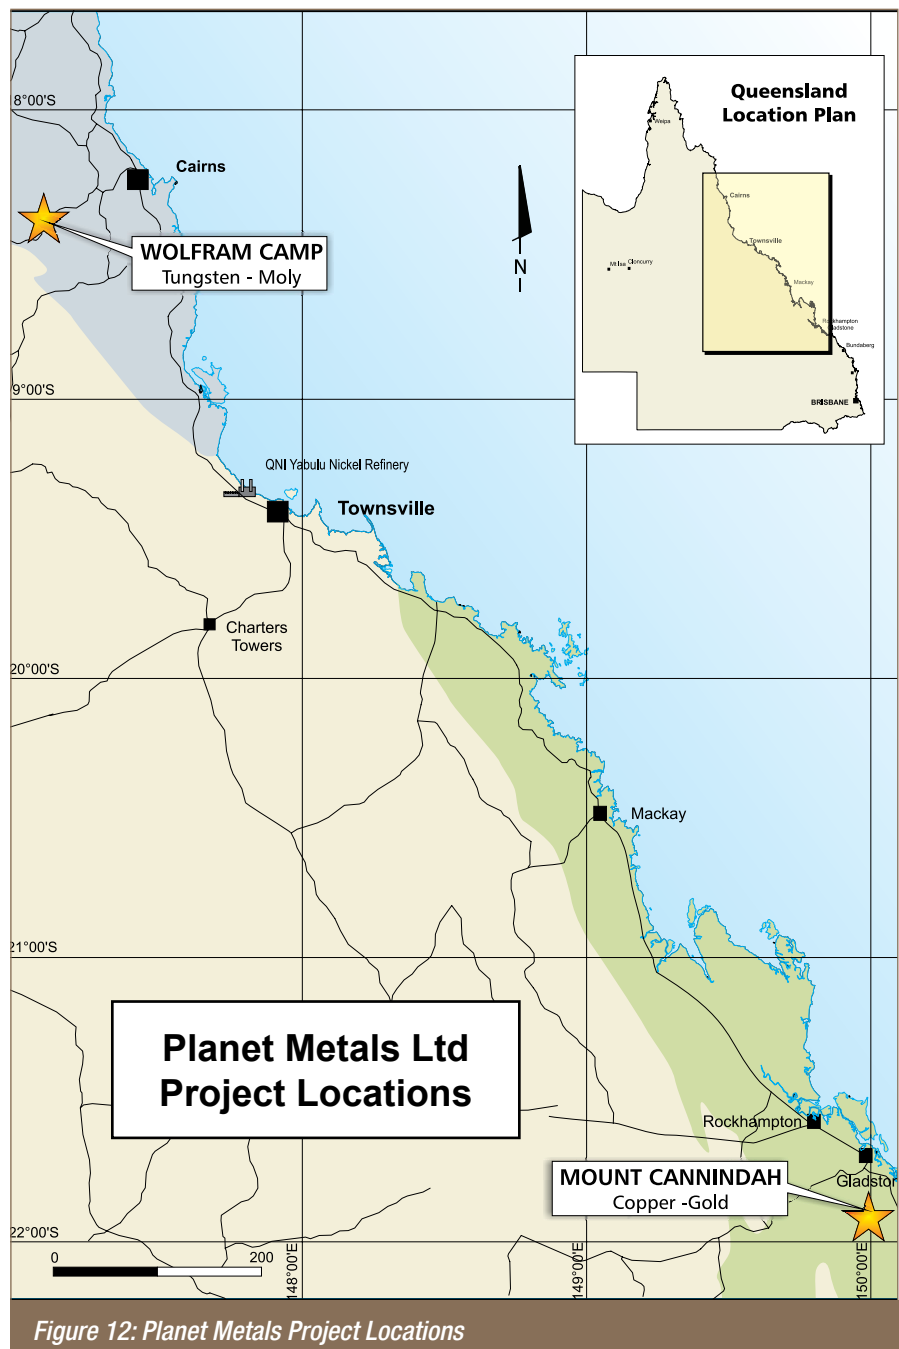 Queensland
Location Plan
Weipa
Cairns
Townsville
Mt Isa
Cloncurry
Mackay
Rockhampton
Gladstone
Bundaberg
BRISBANE
8°00'S
Cairns
WOLFRAM CAMP
Tungsten - Moly
N
9°00'S
QNI Yabulu Nickel Refinery
Townsville
Charters
Towers
20°00'S
Mackay
21°00'S
Planet Metals Ltd
Project Locations
Rockhampton
MOUNT CANNINDAH
Copper -Gold
Gladstor
22°00'S
0
200
148°00'E
149°00'E
150°00'E
Figure 12: Planet Metals Project Locations